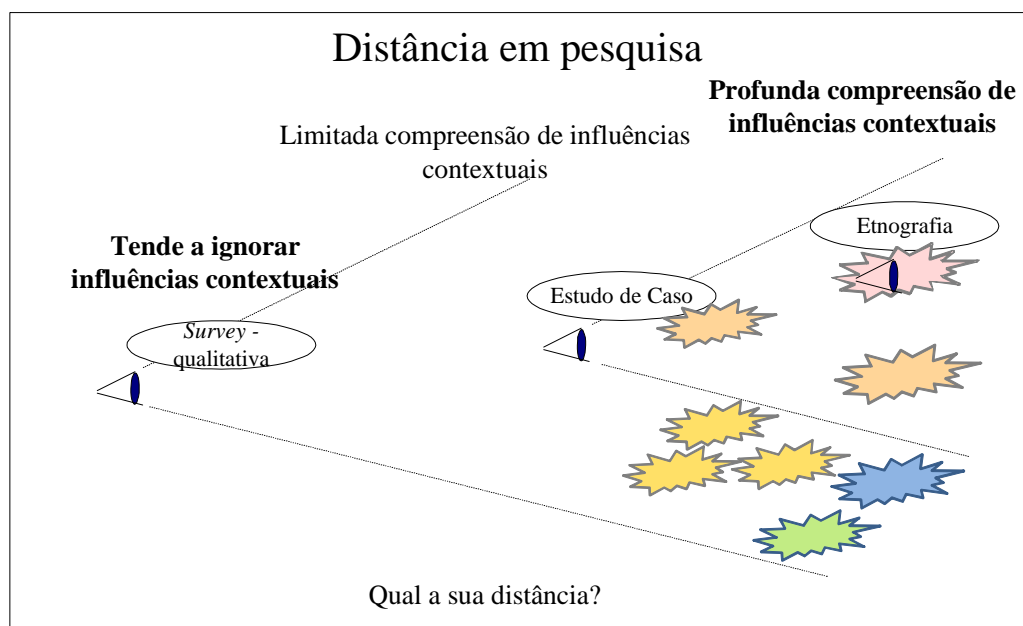 Distância em pesquisa
Profunda compreensão de
influências contextuais
Limitada compreensão de influências
contextuais
Etnografia
Tende a ignorar
influências contextuais
Estudo de Caso
Survey -
qualitativa
Qual a sua distância?